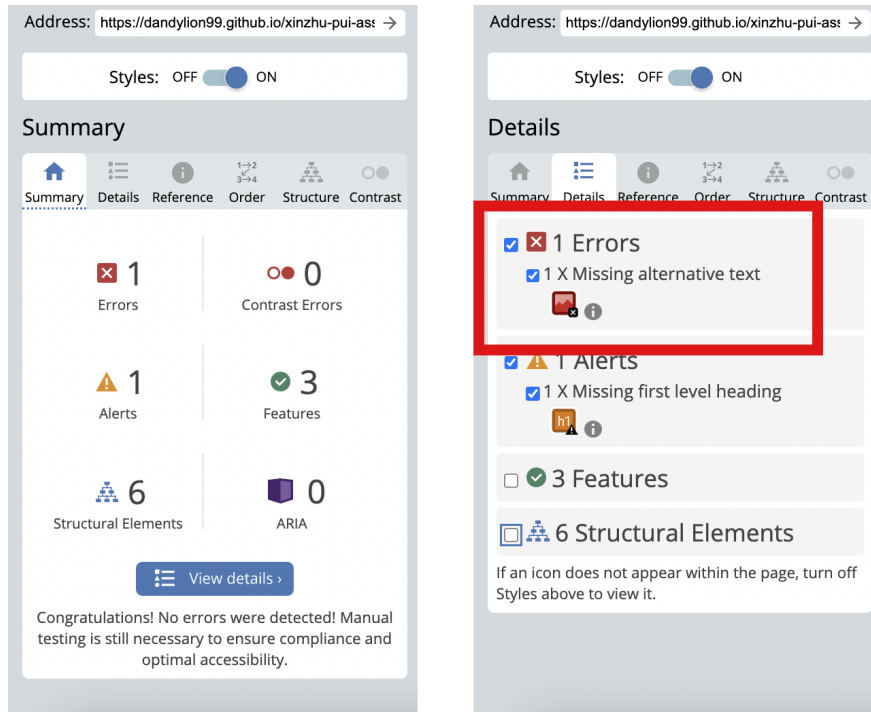 Address: https://dandylion99.github.io/xinzhu-pui-ass
Styles: OFF ON
Summary
Summary Details Reference Order Structure Contrast
1
Errors
0
Contrast Errors
1
Alerts
3
Features
6
Structural Elements
0
ARIA
View details ›
Congratulations! No errors were detected! Manual
testing is still necessary to ensure compliance and
optimal accessibility.
Address: https://dandylion99.github.io/xinzhu-pui-ass
Styles: OFF ON
Details
Summary Details Reference Order Structure Contrast
1 Errors
1 X Missing alternative text
1 Alerts
1 X Missing first level heading
h1
3 Features
6 Structural Elements
If an icon does not appear within the page, turn off
Styles above to view it.